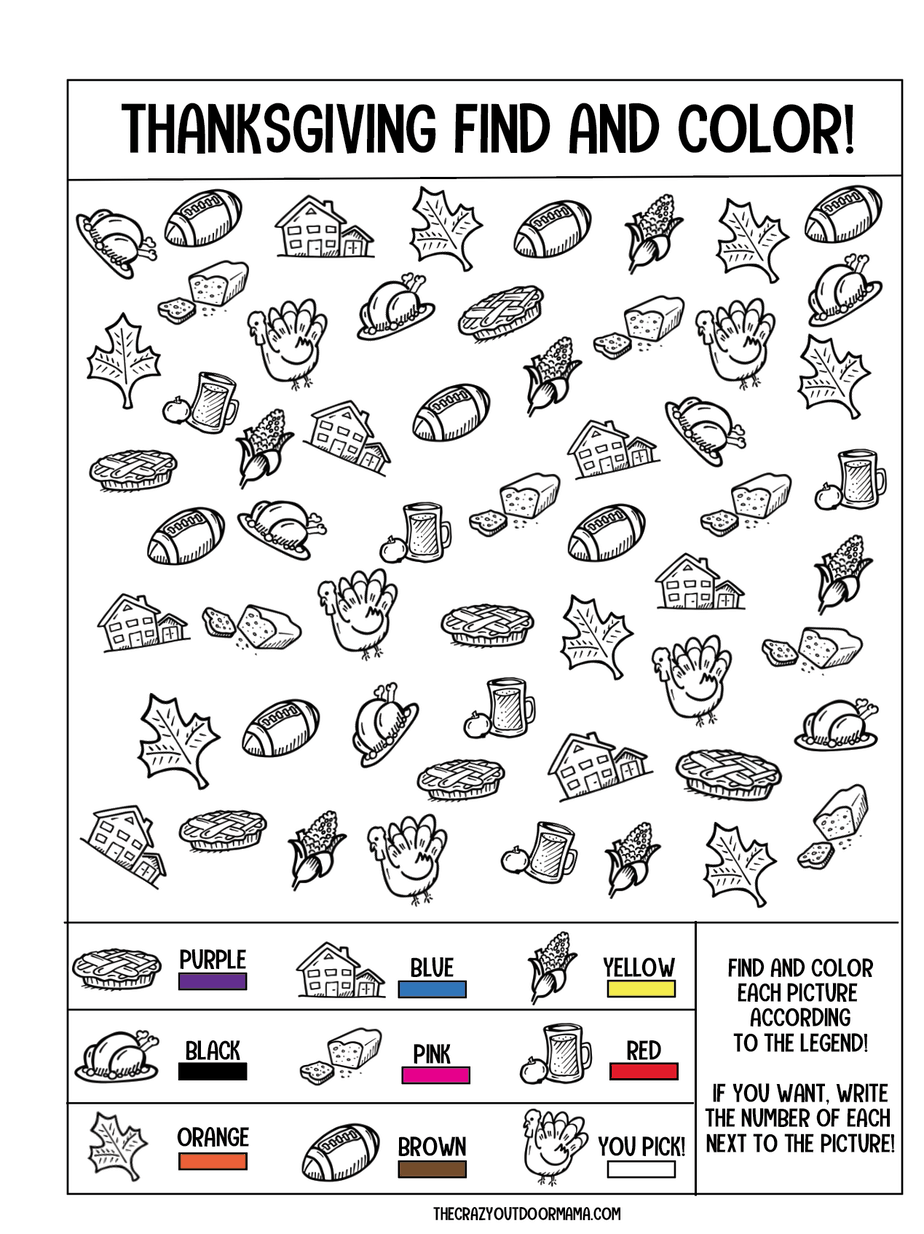 THANKSGIVING FIND AND COLOR!
PURPLE
BLUE
YELLOW
BLACK
PINK
RED
ORANGE
BROWN
YOU PICK!
FIND AND COLOR
EACH PICTURE
ACCORDING
TO THE LEGEND!
IF YOU WANT, WRITE
THE NUMBER OF EACH
NEXT TO THE PICTURE!
THECRAZYOUTDOORMAMA.COM